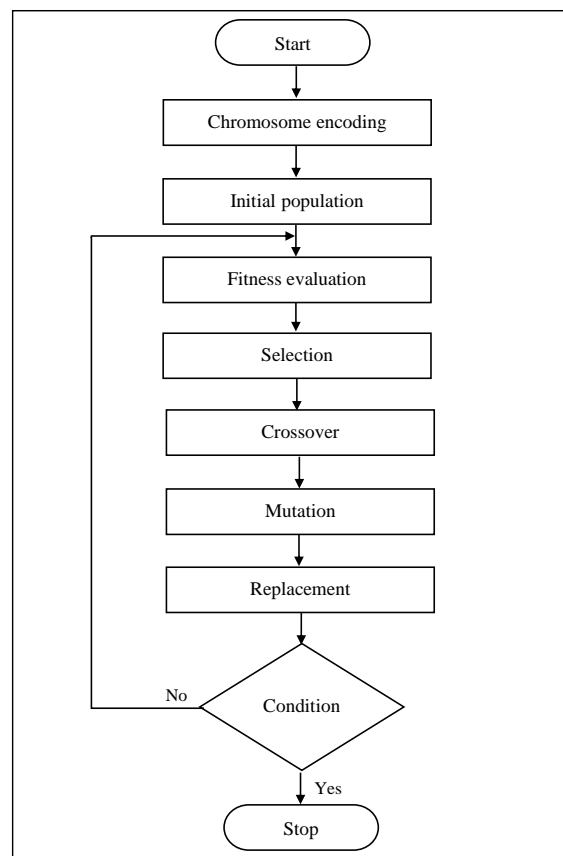 Start
Chromosome encoding
Initial population
Fitness evaluation
Selection
Crossover
Mutation
Replacement
No
Condition
Yes
Stop